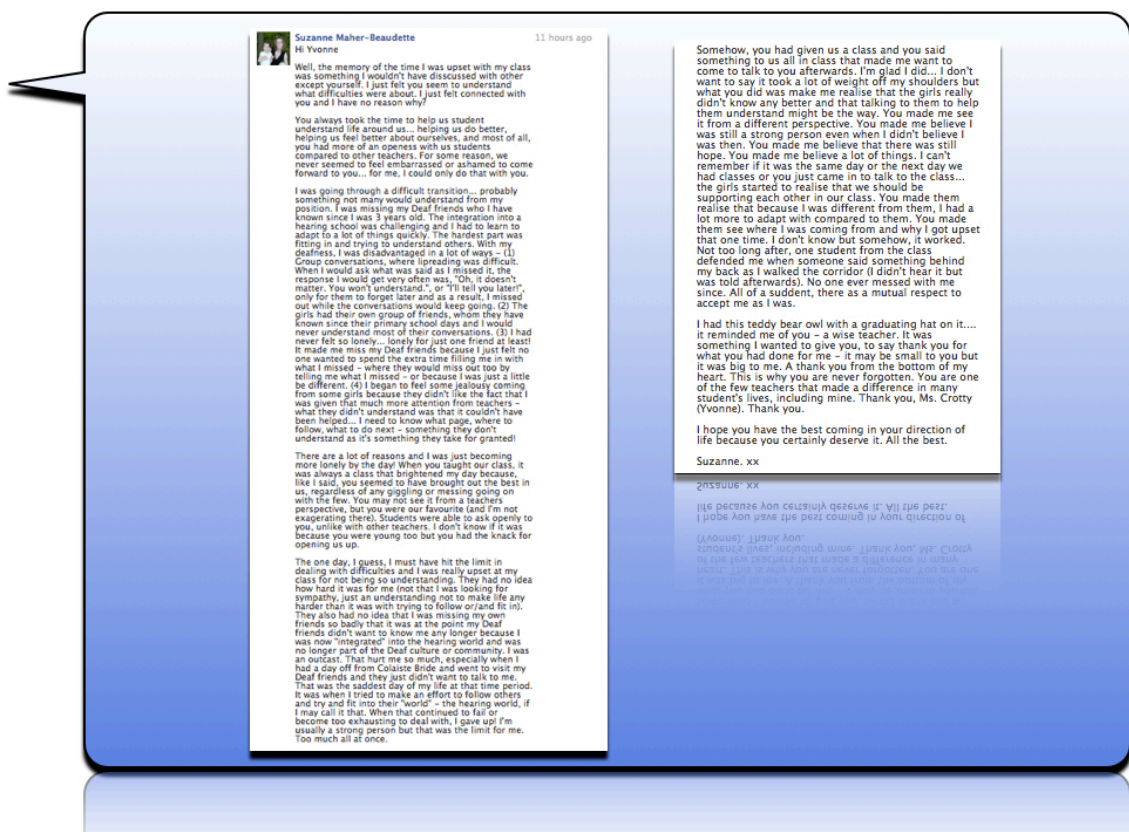 Suzanne Maher-Beaudette 11 hours ago
Hi Yvonne
Well, the memory of the time I was upset with my class
was something I wouldn't have disscussed with other
except yourself. I just felt you seem to understand
what difficulties were about. I just felt connected with
you and I have no reason why?
You always took the time to help us student
understand life around us... helping us do better,
helping us feel better about ourselves, and most of all,
you had more of an openess with us students
compared to other teachers. For some reason, we
never seemed to feel embarrassed or ashamed to come
forward to you... for me, I could only do that with you.
I was going through a difficult transition... probably
something not many would understand from my
position. I was missing my Deaf friends who I have
known since I was 3 years old. The integration into a
hearing school was challenging and I had to learn to
adapt to a lot of things quickly. The hardest part was
fitting in and trying to understand others. With my
deafness, I was disadvantaged in a lot of ways - (1)
Group conversations, where lipreading was difficult.
When I would ask what was said as I missed it, the
response I would get very often was, "Oh, it doesn't
matter. You won't understand.", or "I'll tell you later!",
only for them to forget later and as a result, I missed
out while the conversations would keep going. (2) The
girls had their own group of friends, whom they have
known since their primary school days and I would
never understand most of their conversations. (3) I had
never felt so lonely... lonely for just one friend at least!
It made me miss my Deaf friends because I just felt no
one wanted to spend the extra time filling me in with
what I missed - where they would miss out too by
telling me what I missed - or because I was just a little
be different. (4) I began to feel some jealousy coming
from some girls because they didn't like the fact that I
was given that much more attention from teachers -
what they didn't understand was that it couldn't have
been helped... I need to know what page, where to
follow, what to do next - something they don't
understand as it's something they take for granted!
There are a lot of reasons and I was just becoming
more lonely by the day! When you taught our class, it
was always a class that brightened my day because,
like I said, you seemed to have brought out the best in
us, regardless of any giggling or messing going on
with the few. You may not see it from a teachers
perspective, but you were our favourite (and I'm not
exagerating there). Students were able to ask openly to
you, unlike with other teachers. I don't know if it was
because you were young too but you had the knack for
opening us up.
The one day, I guess, I must have hit the limit in
dealing with difficulties and I was really upset at my
class for not being so understanding. They had no idea
how hard it was for me (not that I was looking for
sympathy, just an understanding not to make life any
harder than it was with trying to follow or/and fit in).
They also had no idea that I was missing my own
friends so badly that it was at the point my Deaf
friends didn't want to know me any longer because I
was now "integrated" into the hearing world and was
no longer part of the Deaf culture or community. I was
an outcast. That hurt me so much, especially when I
had a day off from Colaiste Bride and went to visit my
Deaf friends and they just didn't want to talk to me.
That was the saddest day of my life at that time period.
It was when I tried to make an effort to follow others
and try and fit into their "world" - the hearing world, if
I may call it that. When that continued to fail or
become too exhausting to deal with, I gave up! I'm
usually a strong person but that was the limit for me.
Too much all at once.
Somehow, you had given us a class and you said
something to us all in class that made me want to
come to talk to you afterwards. I'm glad I did... I don't
want to say it took a lot of weight off my shoulders but
what you did was make me realise that the girls really
didn't know any better and that talking to them to help
them understand might be the way. You made me see
it from a different perspective. You made me believe I
was still a strong person even when I didn't believe I
was then. You made me believe that there was still
hope. You made me believe a lot of things. I can't
remember if it was the same day or the next day we
had classes or you just came in to talk to the class...
the girls started to realise that we should be
supporting each other in our class. You made them
realise that because I was different from them, I had a
lot more to adapt with compared to them. You made
them see where I was coming from and why I got upset
that one time. I don't know but somehow, it worked.
Not too long after, one student from the class
defended me when someone said something behind
my back as I walked the corridor (I didn't hear it but
was told afterwards). No one ever messed with me
since. All of a suddent, there as a mutual respect to
accept me as I was.
I had this teddy bear owl with a graduating hat on it....
it reminded me of you - a wise teacher. It was
something I wanted to give you, to say thank you for
what you had done for me - it may be small to you but
it was big to me. A thank you from the bottom of my
heart. This is why you are never forgotten. You are one
of the few teachers that made a difference in many
student's lives, including mine. Thank you, Ms. Crotty
(Yvonne). Thank you.
I hope you have the best coming in your direction of
life because you certainly deserve it. All the best.
Suzanne. xx